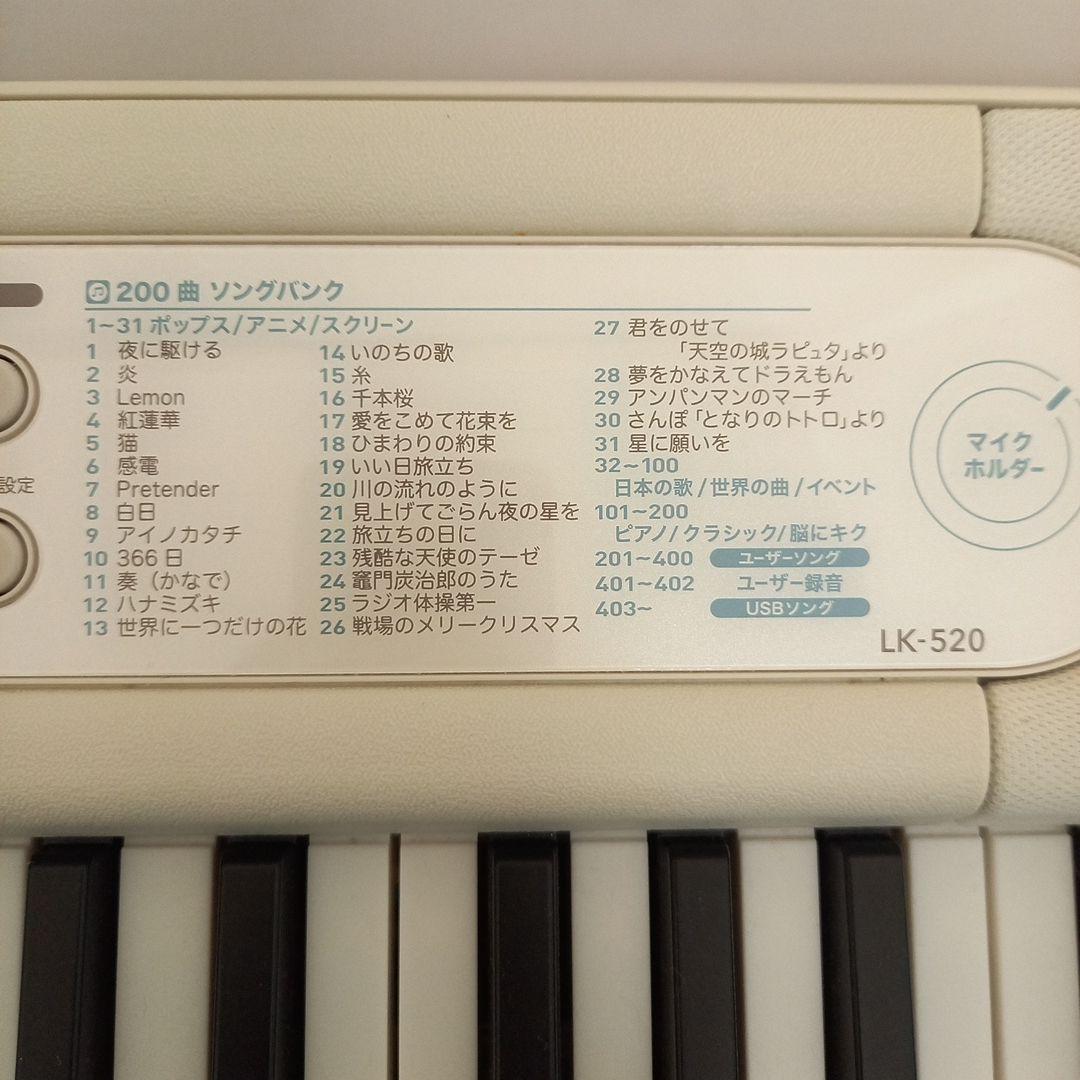 200 曲 ソングバンク
1~31 ポップス/アニメ/スクリーン
1 夜に駆ける
2 炎
3 Lemon
4 紅蓮華
5 猫
6 感電
7 Pretender
8 白日
9 アイノカタチ
10 366 日
11 奏（かなで）
12 ハナミズキ
13 世界に一つだけの花
14 いのちの歌
15 糸
16 千本桜
17 愛をこめて花束を
18 ひまわりの約束
19 いい日旅立ち
20 川の流れのように
21 見上げてごらん夜の星を
22 旅立ちの日に
23 残酷な天使のテーゼ
24 竈門炭治郎のうた
25 ラジオ体操第一
26 戦場のメリークリスマス
27 君をのせて
「天空の城ラピュタ」より
28 夢をかなえてドラえもん
29 アンパンマンのマーチ
30 さんぽ「となりのトトロ」より
31 星に願いを
32~100
日本の歌/世界の曲/イベント
101~200
ピアノ/クラシック/脳にキク
201~400 ユーザーソング
401~402 ユーザー録音
403~ USBソング
設定
マイク
ホルダー
LK-520